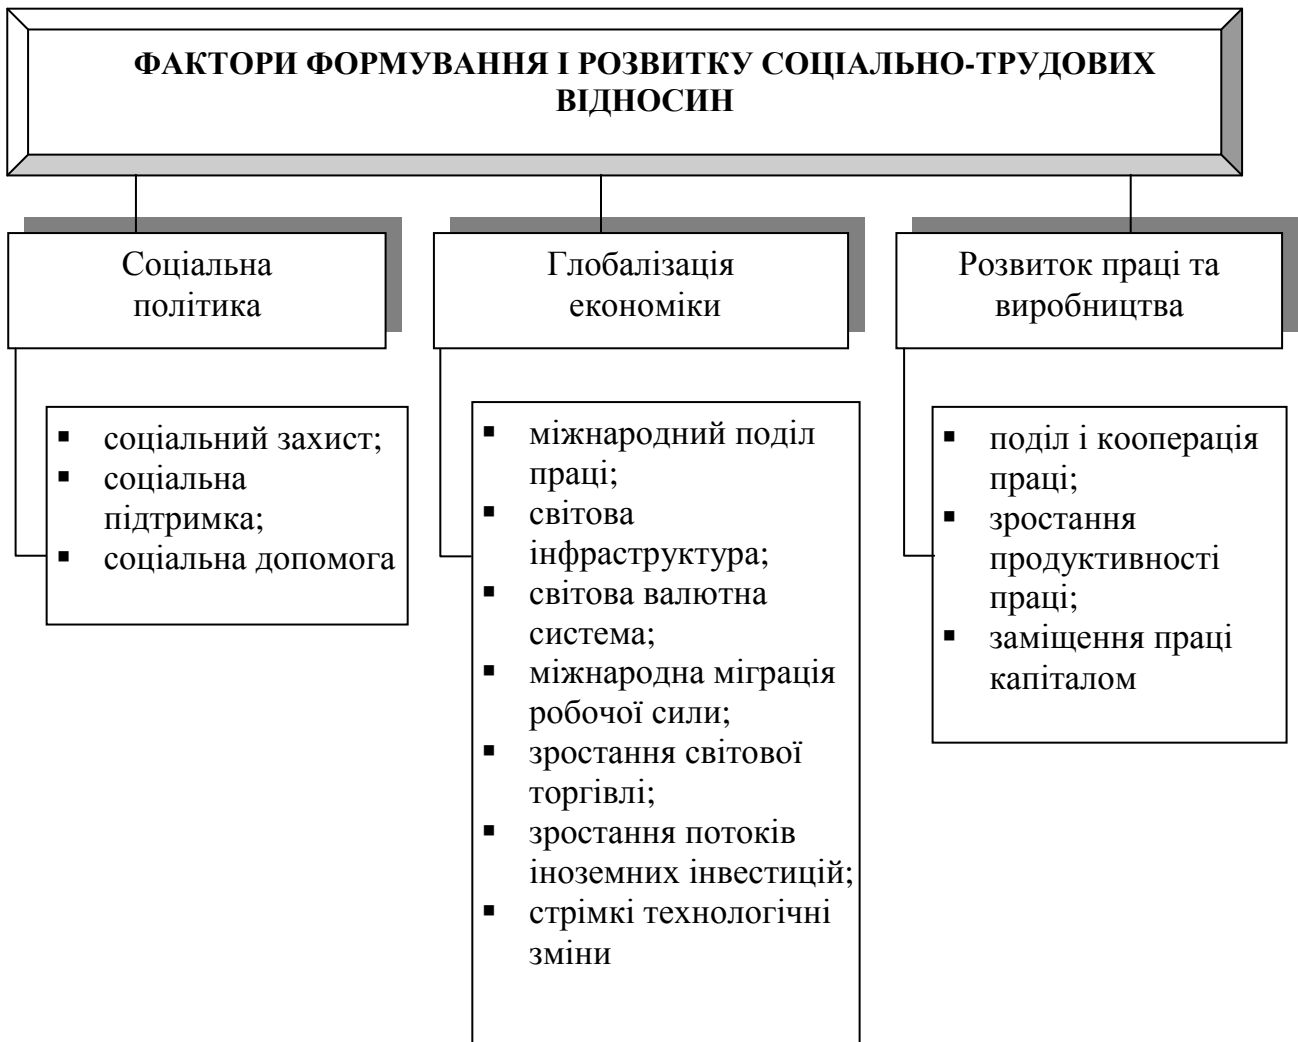 ФАКТОРИ ФОРМУВАННЯ І РОЗВИТКУ СОЦІАЛЬНО-ТРУДОВИХ
ВІДНОСИН
Соціальна
політика
▪ соціальний захист;
▪ соціальна
підтримка;
▪ соціальна допомога
Глобалізація
економіки
▪ міжнародний поділ
праці;
▪ світова
інфраструктура;
▪ світова валютна
система;
▪ міжнародна міграція
робочої сили;
▪ зростання світової
торгівлі;
▪ зростання потоків
іноземних інвестицій;
▪ стрімкі технологічні
зміни
Розвиток праці та
виробництва
▪ поділ і кооперація
праці;
▪ зростання
продуктивності
праці;
▪ заміщення праці
капіталом